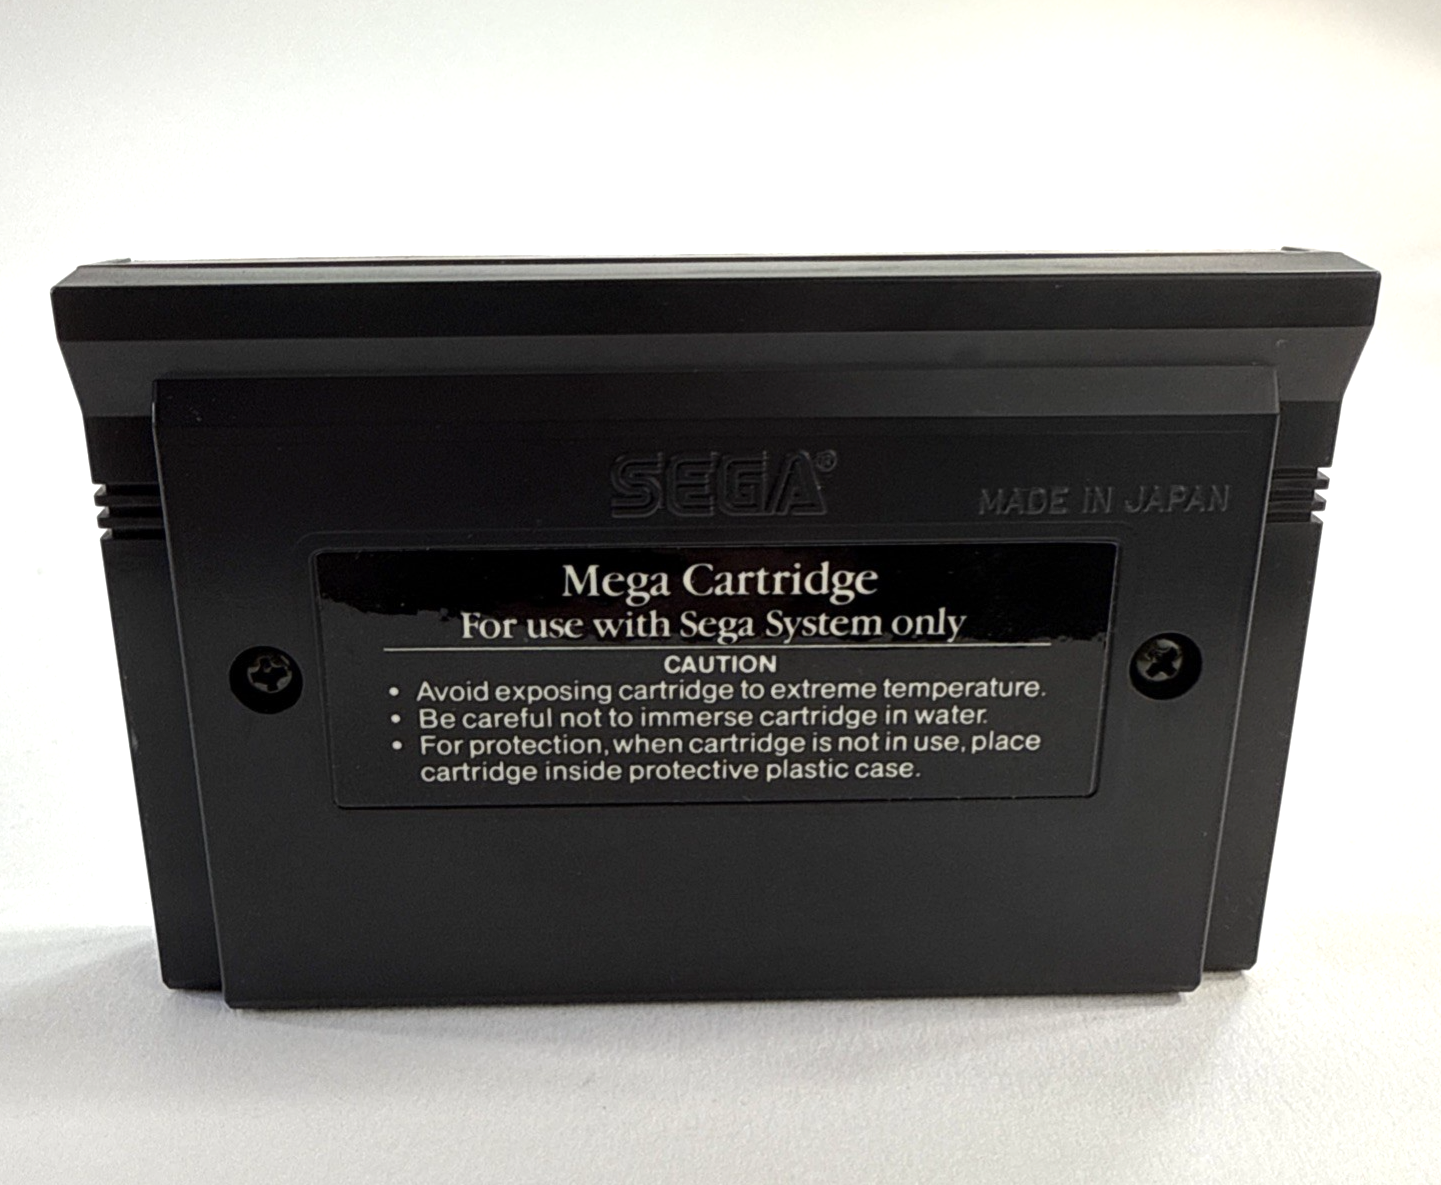 SEGA®
MADE IN JAPAN
Mega Cartridge
For use with Sega System only
CAUTION
• Avoid exposing cartridge to extreme temperature.
• Be careful not to immerse cartridge in water.
• For protection, when cartridge is not in use, place
cartridge inside protective plastic case.